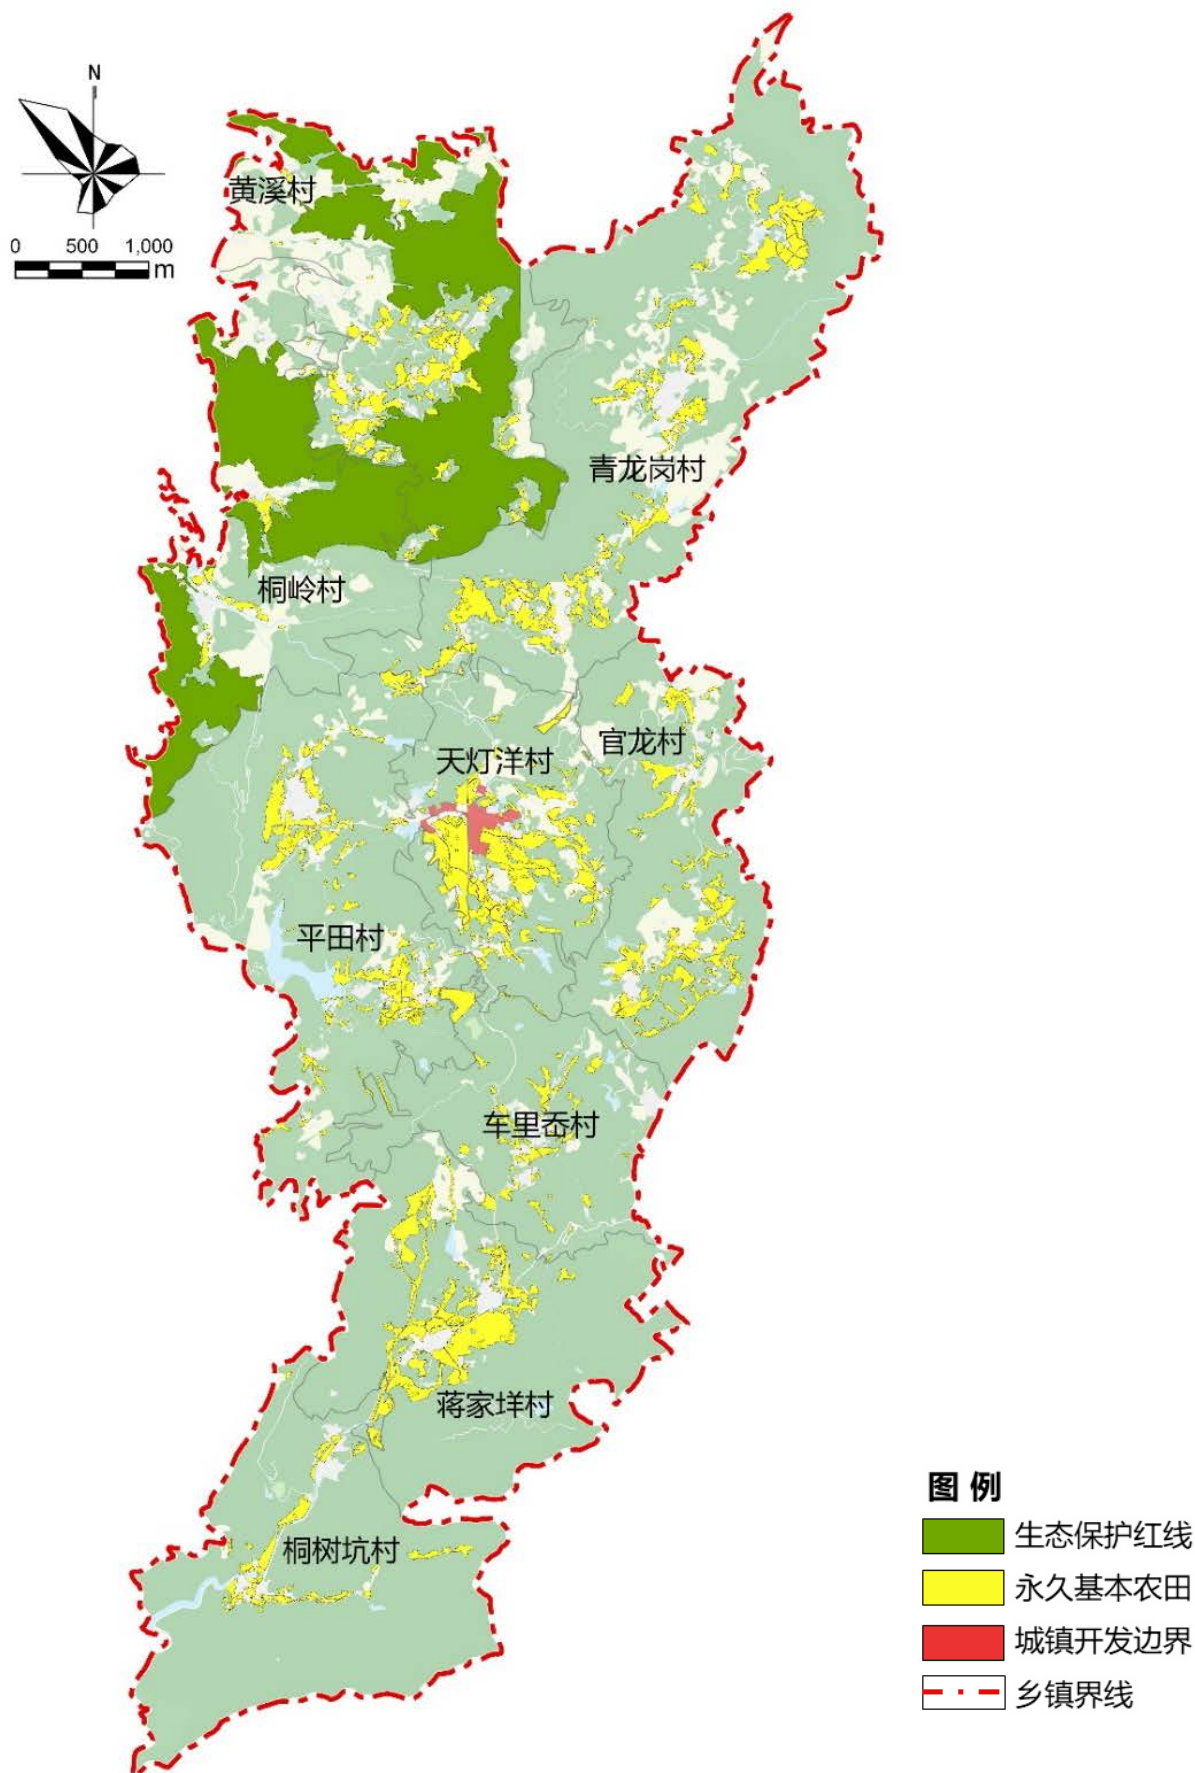 N
黄溪村
0 500 1,000
m
青龙岗村
桐岭村
官龙村
天灯洋村
平田村
车里岙村
蒋家垟村
桐树坑村
图 例
生态保护红线
永久基本农田
城镇开发边界
乡镇界线